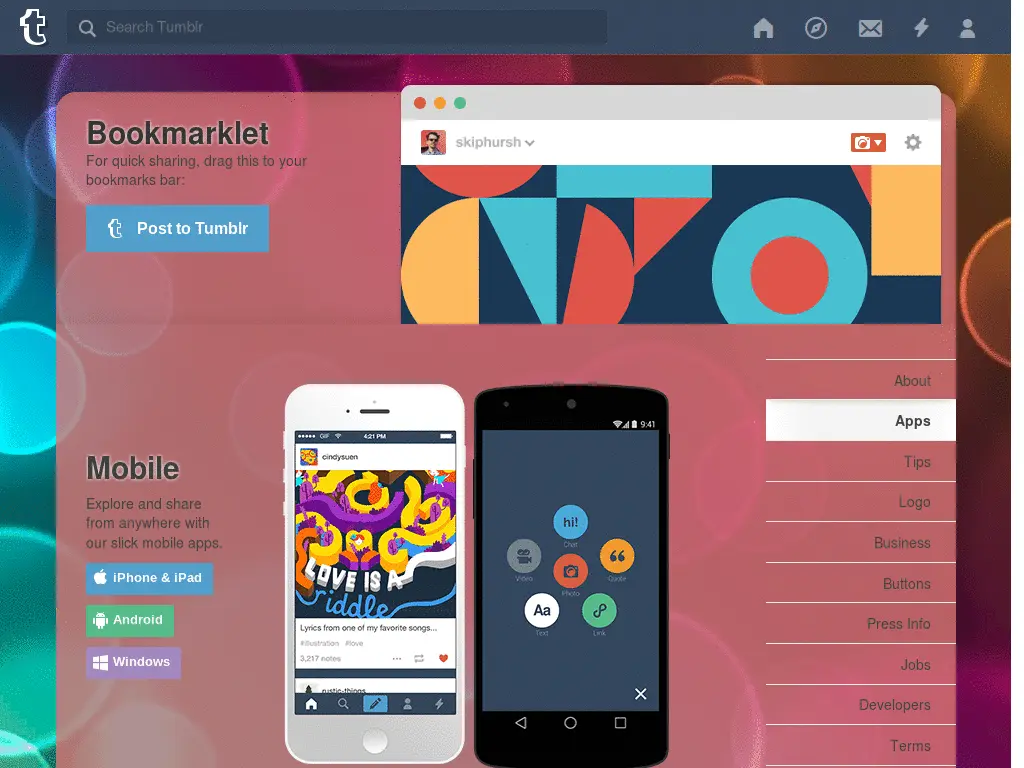 Search Tumblr
Bookmarklet
For quick sharing, drag this to your
bookmarks bar:
Post to Tumblr
skiphursh
About
Apps
Tips
Logo
Business
Buttons
Press Info
Jobs
Developers
Terms
Mobile
Explore and share
from anywhere with
our slick mobile apps.
iPhone & iPad
Android
Windows
GIF 4:21 PM
cindysuen
LOVE IS A
riddle
Lyrics from one of my favorite songs...
#illustration #love
3,217 notes
rustic-things
9:41
hi!
Chat
Video
Quote
Photo
Aa
Text
Link